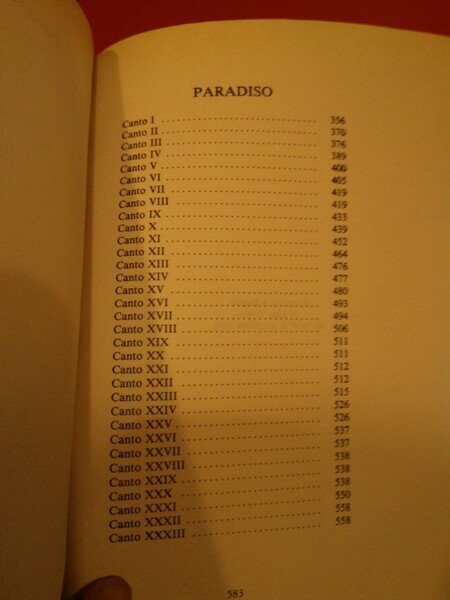 PARADISO
Canto I ........................ 356
Canto II ........................ 370
Canto III ........................ 376
Canto IV ........................ 389
Canto V ........................ 400
Canto VI ........................ 405
Canto VII ........................ 419
Canto VIII ........................ 419
Canto IX ........................ 433
Canto X ........................ 439
Canto XI ........................ 452
Canto XII ........................ 464
Canto XIII ........................ 476
Canto XIV ........................ 477
Canto XV ........................ 480
Canto XVI ........................ 493
Canto XVII ........................ 494
Canto XVIII ........................ 506
Canto XIX ........................ 511
Canto XX ........................ 511
Canto XXI ........................ 512
Canto XXII ........................ 512
Canto XXIII ........................ 515
Canto XXIV ........................ 526
Canto XXV ........................ 526
Canto XXVI ........................ 537
Canto XXVII ........................ 537
Canto XXVIII ........................ 538
Canto XXIX ........................ 538
Canto XXX ........................ 538
Canto XXXI ........................ 550
Canto XXXII ........................ 558
Canto XXXIII ........................ 558
583